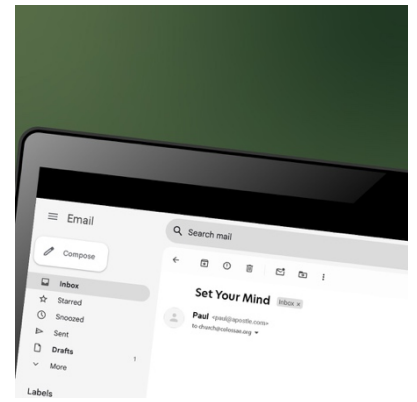 Email
Search mail
Compose
Inbox
Starred
Snoozed
Sent
Drafts 1
More
Labels
Set Your Mind Inbox ×
Paul <paul@apostle.com>
to church@colossae.org